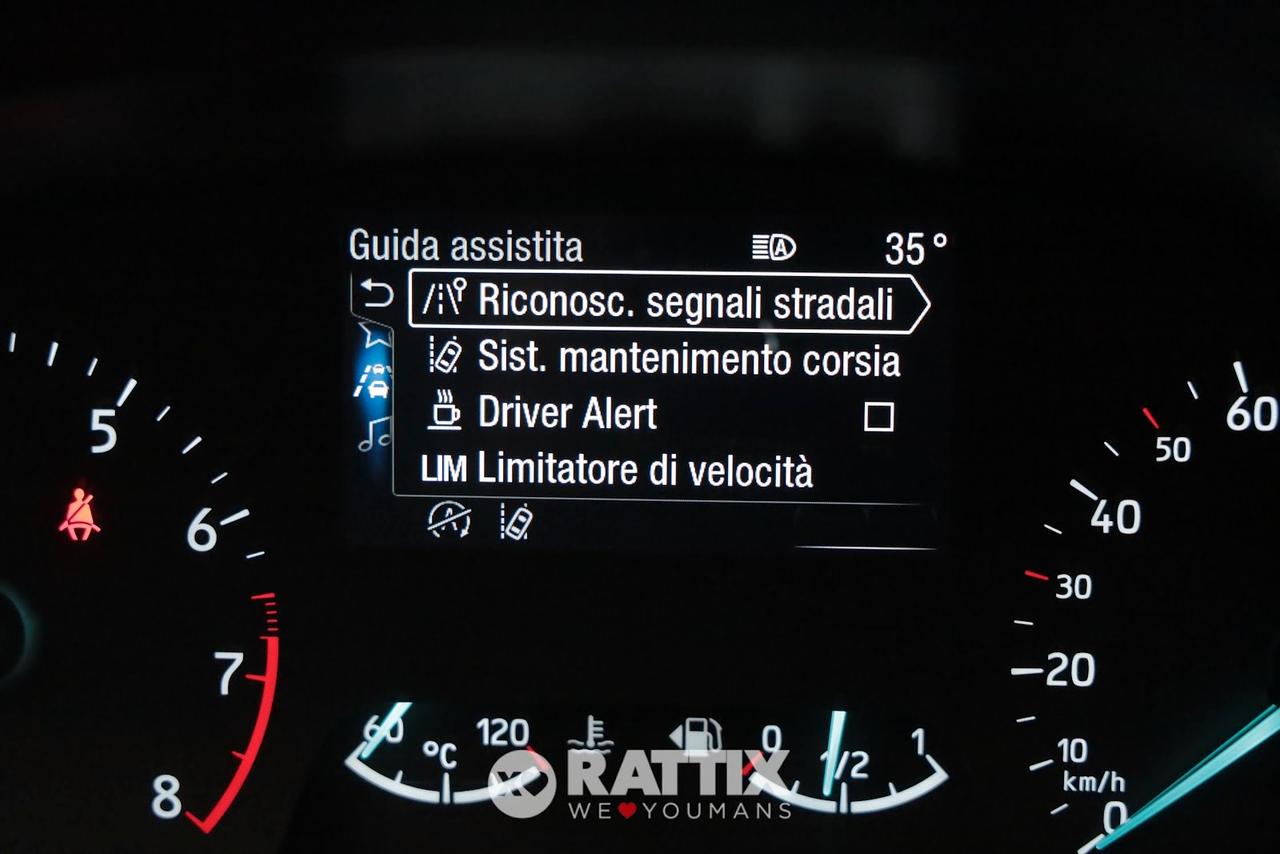 Guida assistita A 35°
Riconosc. segnali stradali
Sist. mantenimento corsia
Driver Alert
LIM Limitatore di velocità
A
5
6
7
8
60 °C 120
0 1/2 1
60
50
40
30
20
10
km/h
0
X RATTIX
WE YOUMANS